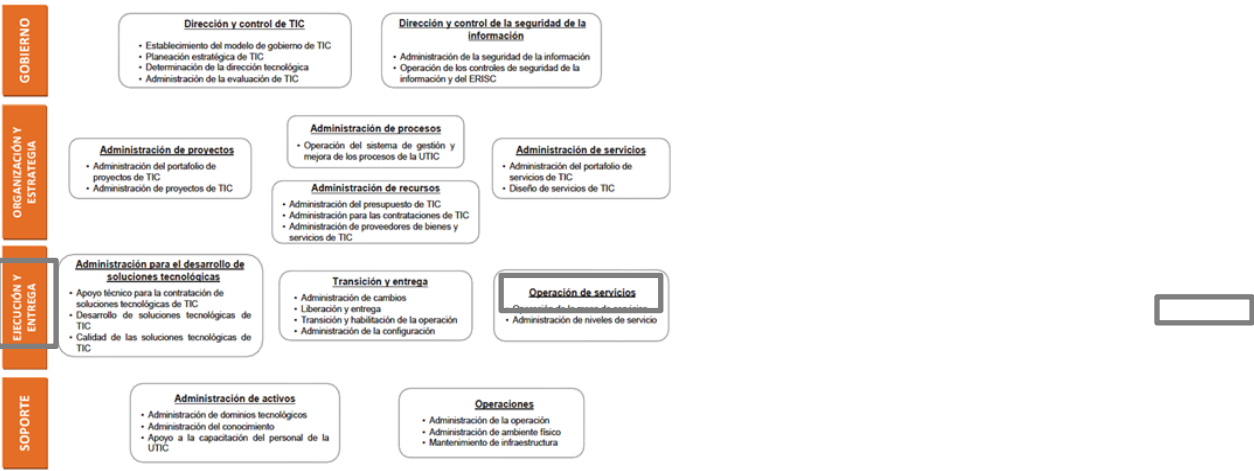 GOBIERNO
Dirección y control de TIC
• Establecimiento del modelo de gobierno de TIC
• Planeación estratégica de TIC
• Determinación de la dirección tecnológica
• Administración de la evaluación de TIC
Dirección y control de la seguridad de la
información
• Administración de la seguridad de la información
• Operación de los controles de seguridad de la
información y del ERISC
ORGANIZACIÓN Y
ESTRATEGIA
Administración de proyectos
• Administración del portafolio de
proyectos de TIC
• Administración de proyectos de TIC
Administración de procesos
• Operación del sistema de gestión y
mejora de los procesos de la UTIC
Administración de recursos
• Administración del presupuesto de TIC
• Administración para las contrataciones de TIC
• Administración de proveedores de bienes y
servicios de TIC
Administración de servicios
• Administración del portafolio de
servicios de TIC
• Diseño de servicios de TIC
EJECUCIÓN Y
ENTREGA
Administración para el desarrollo de
soluciones tecnológicas
• Apoyo técnico para la contratación de
soluciones tecnológicas de TIC
• Desarrollo de soluciones tecnológicas de
TIC
• Calidad de las soluciones tecnológicas de
TIC
Transición y entrega
• Administración de cambios
• Liberación y entrega
• Transición y habilitación de la operación
• Administración de la configuración
Operación de servicios
• Operación de la mesa de servicios
• Administración de niveles de servicio
SOPORTE
Administración de activos
• Administración de dominios tecnológicos
• Administración del conocimiento
• Apoyo a la capacitación del personal de la
UTIC
Operaciones
• Administración de la operación
• Administración de ambiente físico
• Mantenimiento de infraestructura